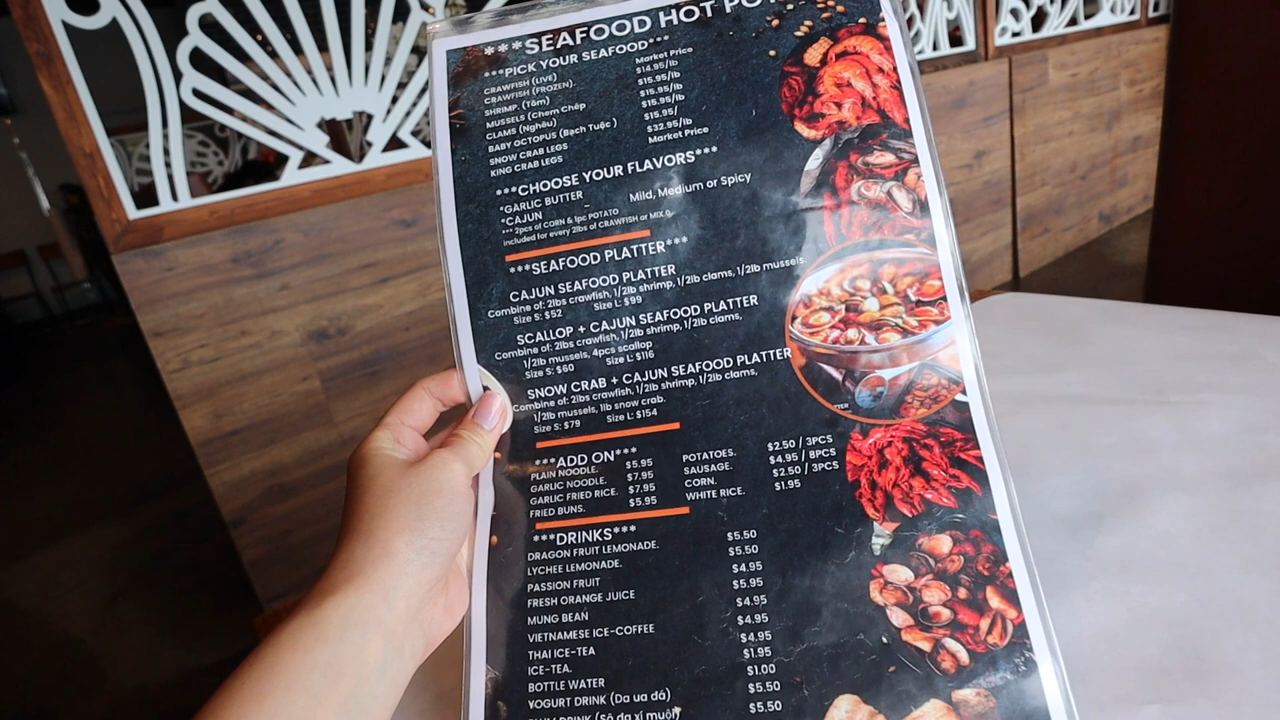 ***SEAFOOD HOT PO
***PICK YOUR SEAFOOD***
CRAWFISH (LIVE) Market Price
CRAWFISH (FROZEN). $14.95/lb
SHRIMP. (Tôm) $15.95/lb
MUSSELS (Chem Chép $15.95/lb
CLAMS (Nghêu) $15.95/lb
BABY OCTOPUS (Bạch Tuộc ) $15.95/
SNOW CRAB LEGS $32.95/lb
KING CRAB LEGS Market Price
***CHOOSE YOUR FLAVORS***
*GARLIC BUTTER
*CAJUN – Mild, Medium or Spicy
*** 2pcs of CORN & 1pc POTATO
included for every 2lbs of CRAWFISH or MIX.
***SEAFOOD PLATTER***
CAJUN SEAFOOD PLATTER
Combine of: 2lbs crawfish, 1/2lb shrimp, 1/2lb clams, 1/2lb mussels.
Size S: $52 Size L: $99
SCALLOP + CAJUN SEAFOOD PLATTER
Combine of: 2lbs crawfish, 1/2lb shrimp, 1/2lb clams,
1/2lb mussels, 4pcs scallop
Size S: $60 Size L: $116
SNOW CRAB + CAJUN SEAFOOD PLATTER
Combine of: 2lbs crawfish, 1/2lb shrimp, 1/2lb clams,
1/2lb mussels, 1lb snow crab.
Size S: $79 Size L: $154
***ADD ON***
PLAIN NOODLE. $5.95 POTATOES. $2.50 / 3PCS
GARLIC NOODLE. $7.95 SAUSAGE. $4.95 / 8PCS
GARLIC FRIED RICE. $7.95 CORN. $2.50 / 3PCS
FRIED BUNS. $5.95 WHITE RICE. $1.95
***DRINKS***
DRAGON FRUIT LEMONADE. $5.50
LYCHEE LEMONADE. $5.50
PASSION FRUIT $4.95
FRESH ORANGE JUICE $5.95
MUNG BEAN $4.95
VIETNAMESE ICE-COFFEE $4.95
THAI ICE-TEA $4.95
ICE-TEA. $1.95
BOTTLE WATER $1.00
YOGURT DRINK (Da ua đá) $5.50
DRINK (Sô đa xí muội) $5.50